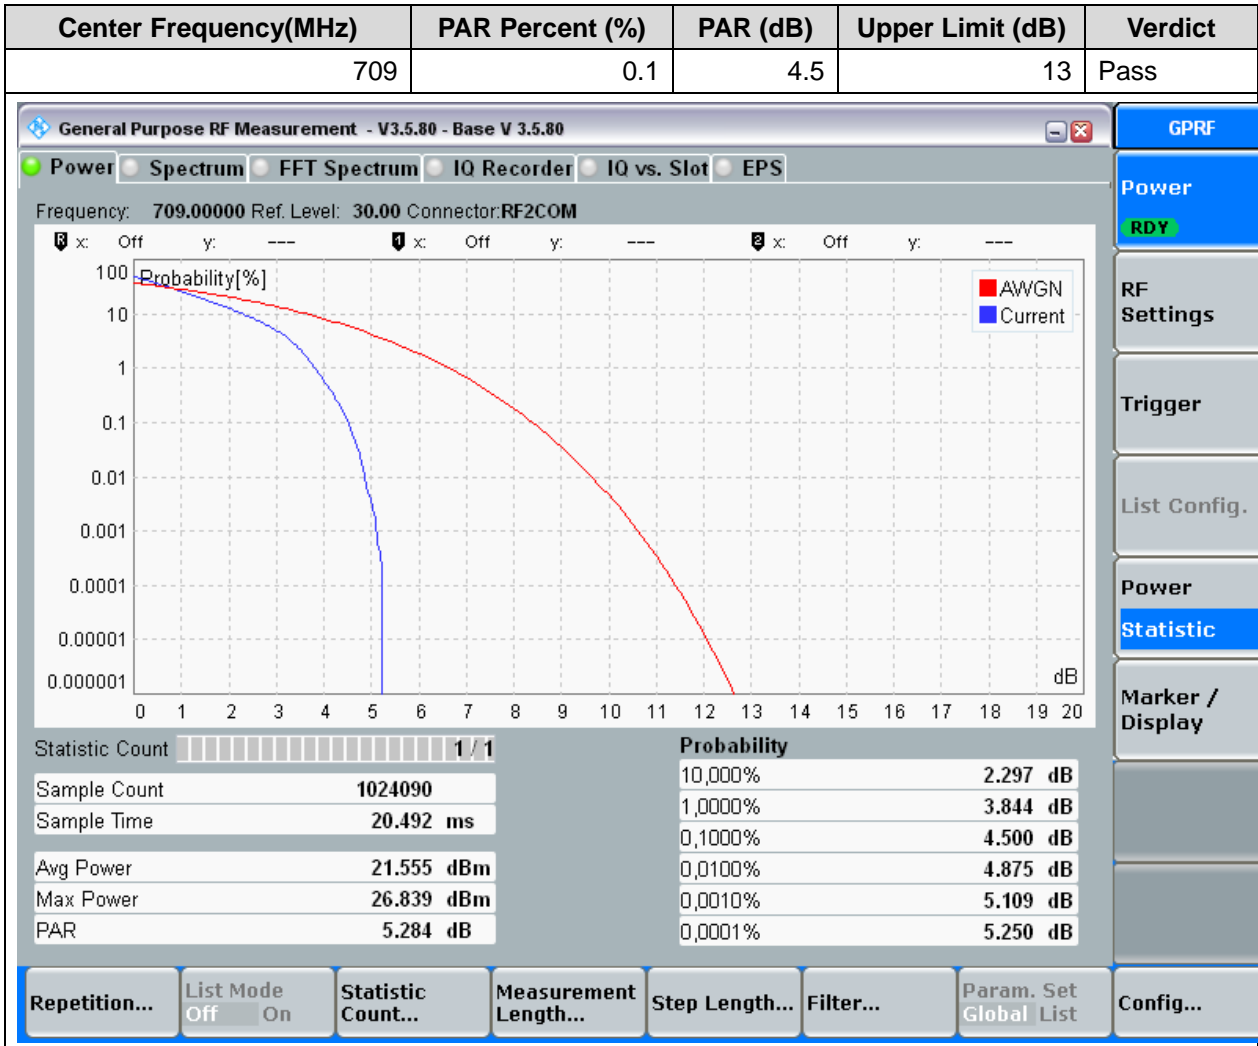 Center Frequency(MHz) PAR Percent (%) PAR (dB) Upper Limit (dB) Verdict
709 0.1 4.5 13 Pass
General Purpose RF Measurement - V3.5.80 - Base V 3.5.80
GPRF
Power Spectrum FFT Spectrum IQ Recorder IQ vs. Slot EPS
Frequency: 709.00000 Ref. Level: 30.00 Connector:RF2COM
R x: Off y: --- 1 x: Off y: --- 2 x: Off y: ---
Probability[%]
AWGN
Current
100
10
1
0.1
0.01
0.001
0.0001
0.00001
0.000001
dB
0 1 2 3 4 5 6 7 8 9 10 11 12 13 14 15 16 17 18 19 20
Statistic Count 1 / 1
Sample Count 1024090
Sample Time 20.492 ms
Avg Power 21.555 dBm
Max Power 26.839 dBm
PAR 5.284 dB
Probability
10,000% 2.297 dB
1,0000% 3.844 dB
0,1000% 4.500 dB
0,0100% 4.875 dB
0,0010% 5.109 dB
0,0001% 5.250 dB
Power
RDY
RF
Settings
Trigger
List Config.
Power
Statistic
Marker /
Display
Repetition...
List Mode
Off On
Statistic
Count...
Measurement
Length...
Step Length...
Filter...
Param. Set
Global List
Config...